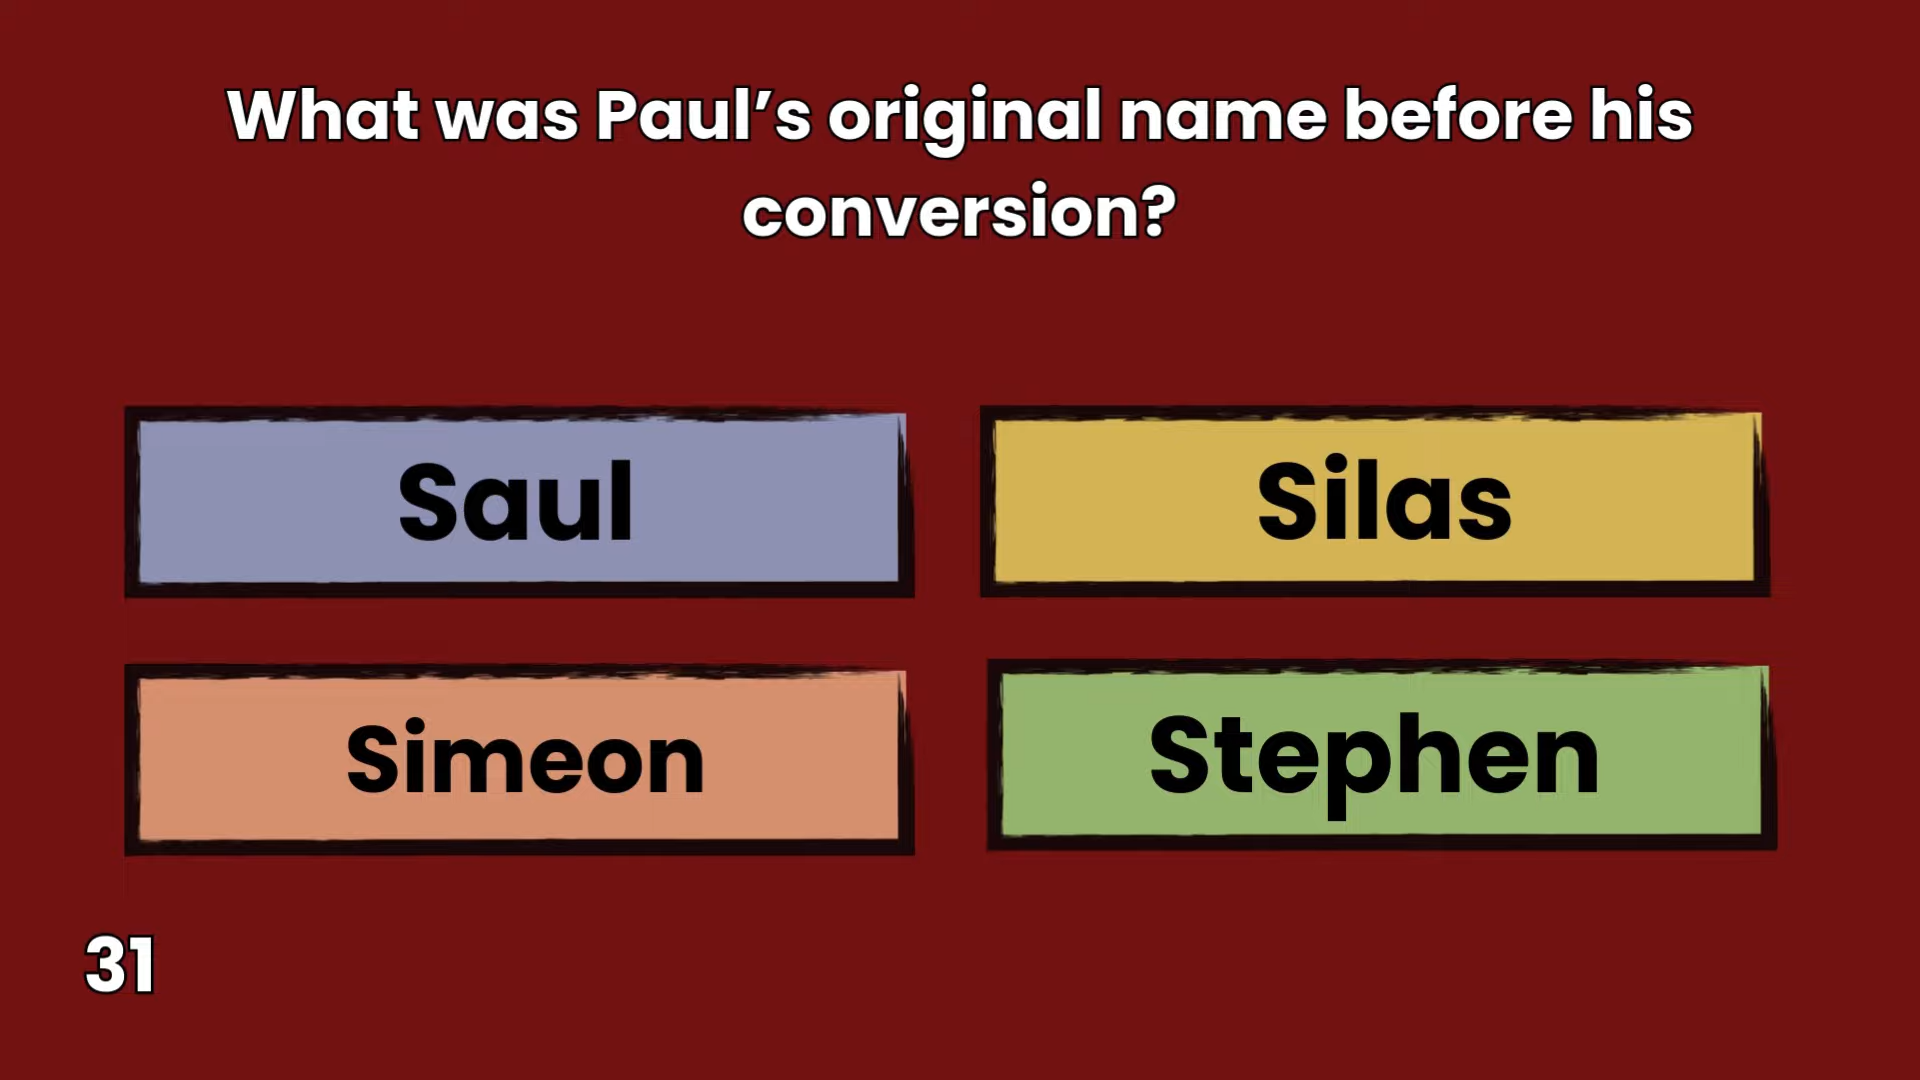 What was Paul’s original name before his
conversion?
Saul
Silas
Simeon
Stephen
31